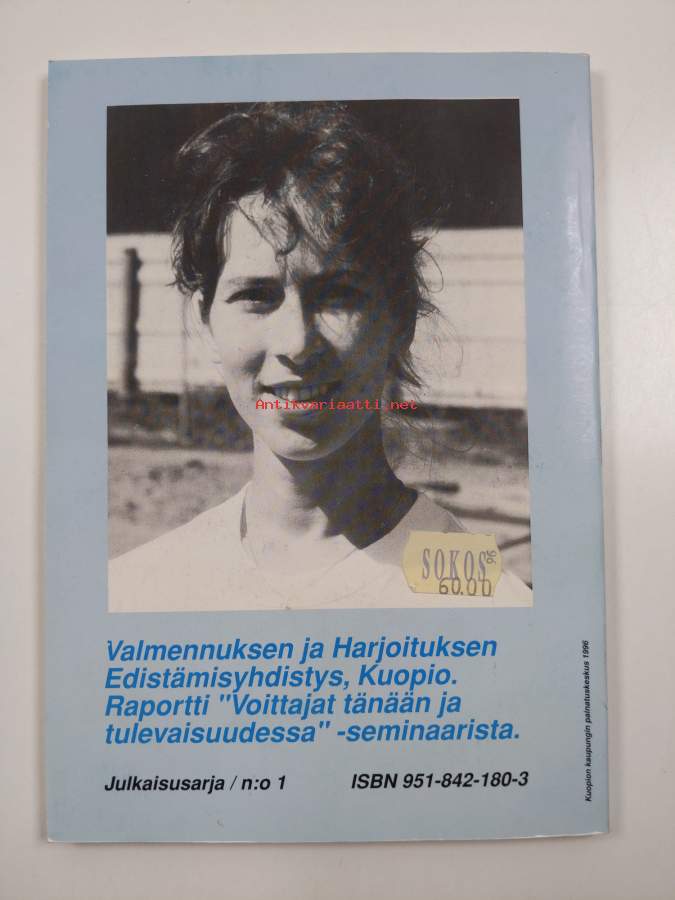 Antikvariaatti.net
SOKOS 96
60.00
Valmennuksen ja Harjoituksen
Edistämisyhdistys, Kuopio.
Raportti "Voittajat tänään ja
tulevaisuudessa" -seminaarista.
Julkaisusarja / n:o 1 ISBN 951-842-180-3
Kuopion kaupungin painatuskeskus 1996